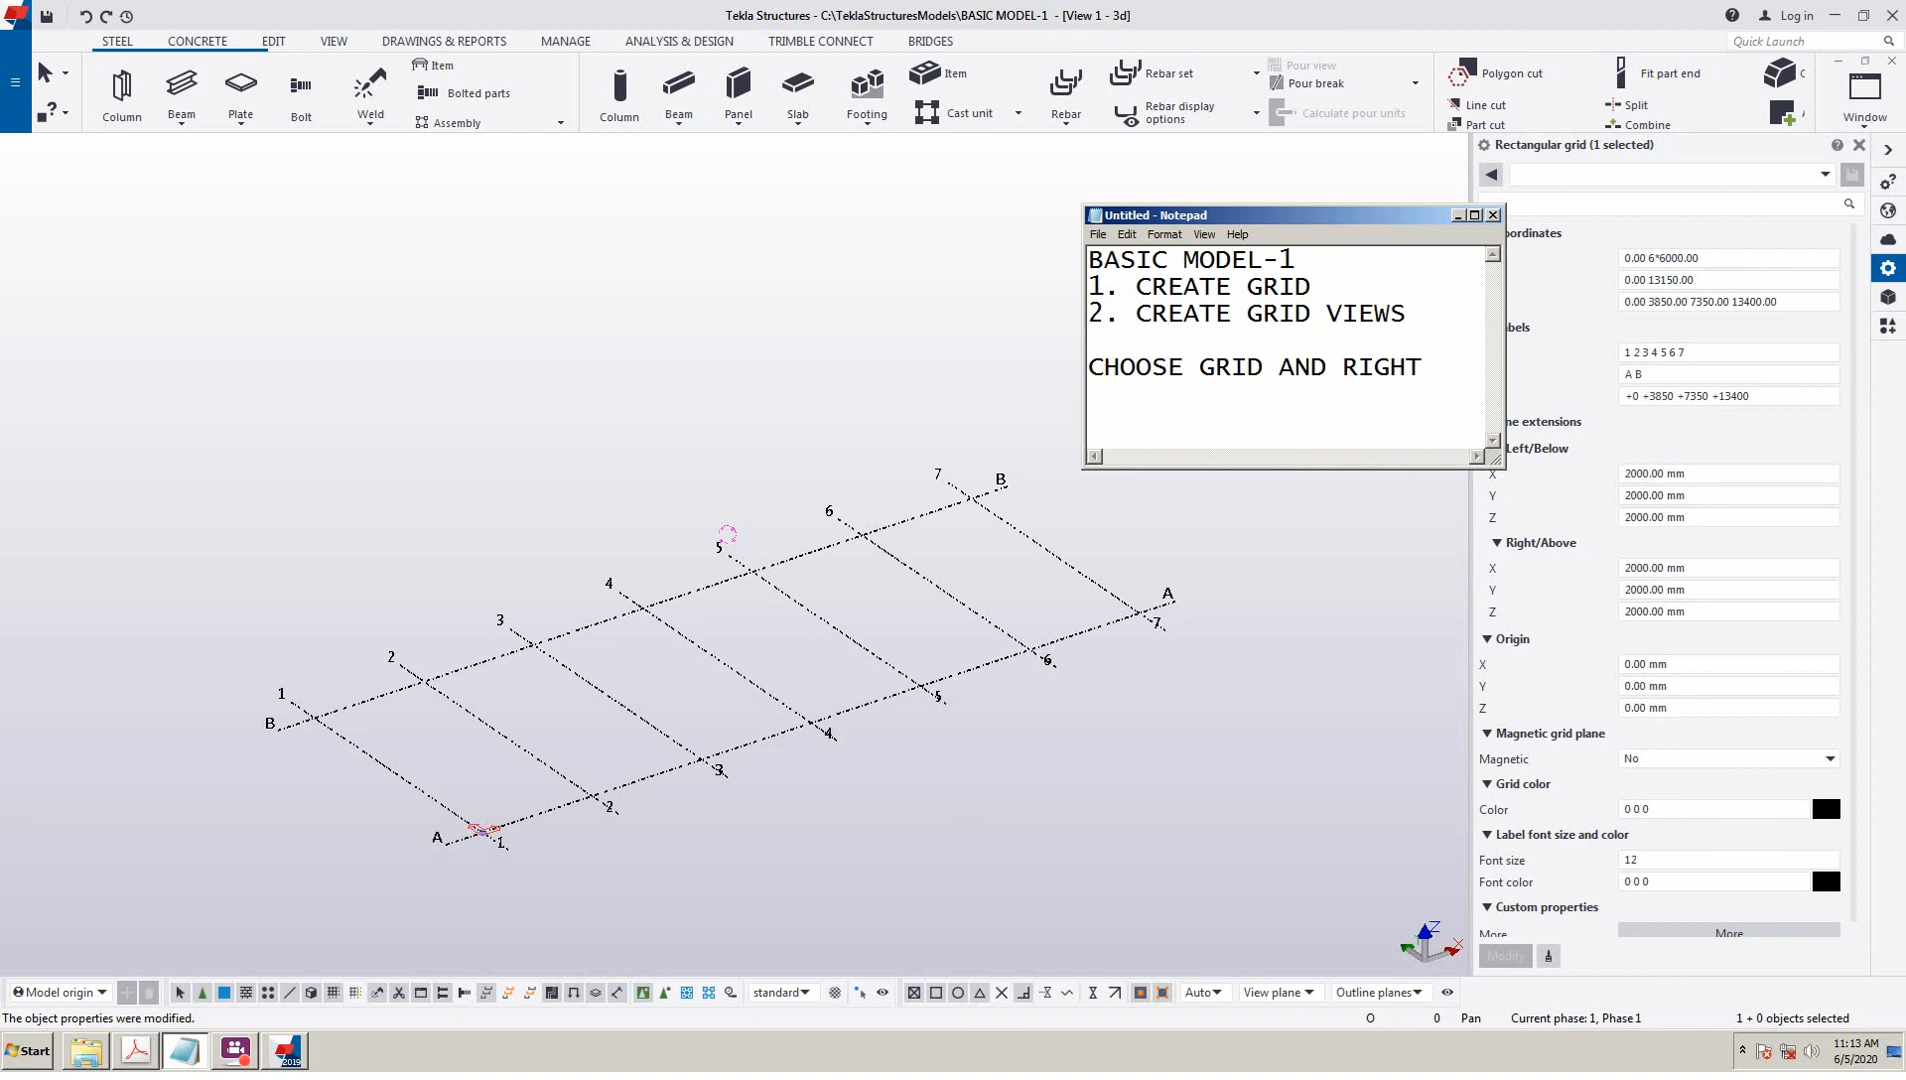 Tekla Structures - C:\TeklaStructuresModels\BASIC MODEL-1 - [View 1 - 3d]
Log in
STEEL CONCRETE EDIT VIEW DRAWINGS & REPORTS MANAGE ANALYSIS & DESIGN TRIMBLE CONNECT BRIDGES
Quick Launch
Column Beam Plate Bolt Weld
Item
Bolted parts
Assembly
Column Beam Panel Slab Footing
Item
Cast unit
Rebar
Rebar set
Rebar display options
Pour view
Pour break
Calculate pour units
Polygon cut
Line cut
Part cut
Fit part end
Split
Combine
Window
Rectangular grid (1 selected)
Untitled - Notepad
File Edit Format View Help
BASIC MODEL-1
1. CREATE GRID
2. CREATE GRID VIEWS
CHOOSE GRID AND RIGHT
oordinates
0.00 6*6000.00
0.00 13150.00
0.00 3850.00 7350.00 13400.00
abels
1 2 3 4 5 6 7
A B
+0 +3850 +7350 +13400
ne extensions
Left/Below
X 2000.00 mm
Y 2000.00 mm
Z 2000.00 mm
Right/Above
X 2000.00 mm
Y 2000.00 mm
Z 2000.00 mm
Origin
X 0.00 mm
Y 0.00 mm
Z 0.00 mm
Magnetic grid plane
Magnetic No
Grid color
Color 0 0 0
Label font size and color
Font size 12
Font color 0 0 0
Custom properties
More More
Modify
7 B
6
5
4
3
2
1
B
A
7
6
5
4
3
2
A 1
Z
X
Model origin
standard
Auto
View plane
Outline planes
The object properties were modified.
O 0 Pan Current phase: 1, Phase 1 1 + 0 objects selected
Start
2019
11:13 AM
6/5/2020